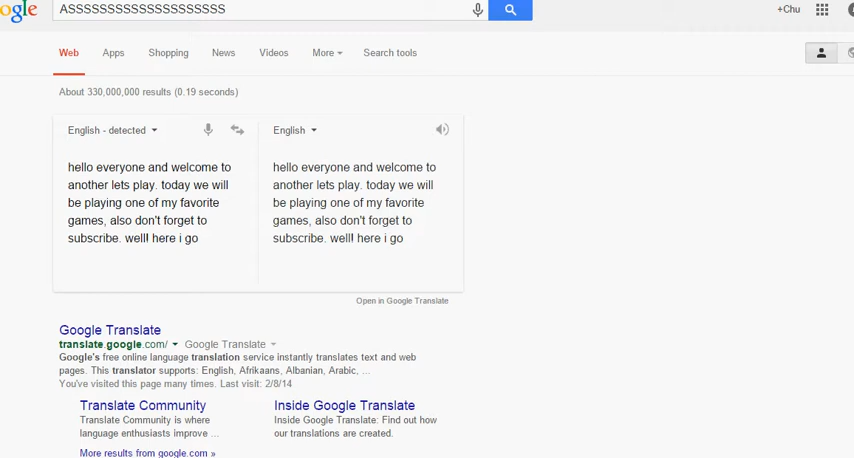 ogle ASSSSSSSSSSSSSSSSSSSS +Chu
Web Apps Shopping News Videos More Search tools
About 330,000,000 results (0.19 seconds)
English - detected English
hello everyone and welcome to
another lets play. today we will
be playing one of my favorite
games, also don't forget to
subscribe. well! here i go
hello everyone and welcome to
another lets play. today we will
be playing one of my favorite
games, also don't forget to
subscribe. well! here i go
Open in Google Translate
Google Translate
translate.google.com/ Google Translate
Google's free online language translation service instantly translates text and web
pages. This translator supports: English, Afrikaans, Albanian, Arabic, ...
You've visited this page many times. Last visit: 2/8/14
Translate Community
Translate Community is where
language enthusiasts improve ...
Inside Google Translate
Inside Google Translate: Find out how
our translations are created.
More results from google.com »